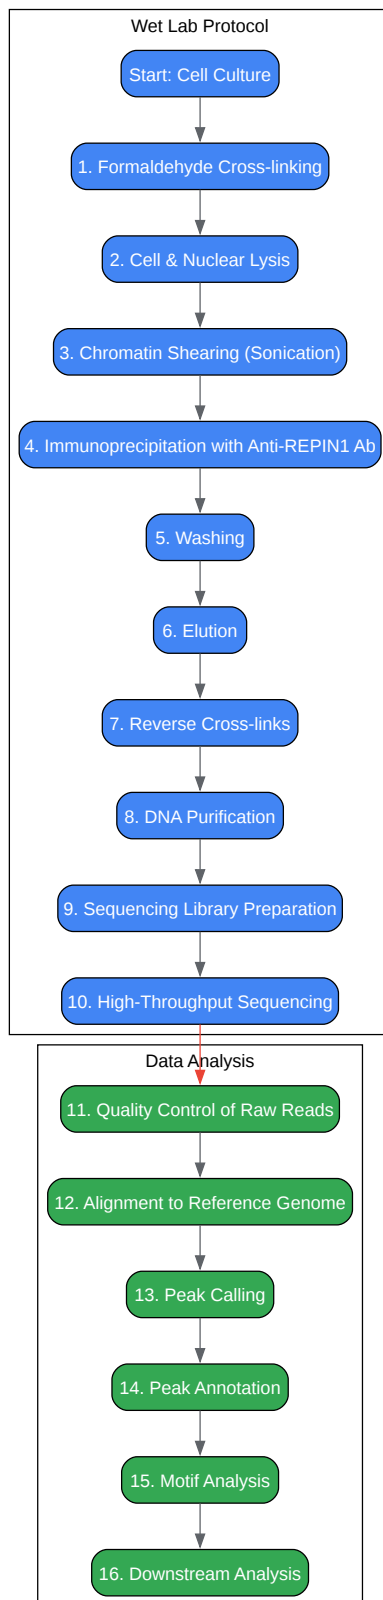 Wet Lab Protocol
Start: Cell Culture
1. Formaldehyde Cross-linking
2. Cell & Nuclear Lysis
3. Chromatin Shearing (Sonication)
4. Immunoprecipitation with Anti-REPIN1 Ab
5. Washing
6. Elution
7. Reverse Cross-links
8. DNA Purification
9. Sequencing Library Preparation
10. High-Throughput Sequencing
Data Analysis
11. Quality Control of Raw Reads
12. Alignment to Reference Genome
13. Peak Calling
14. Peak Annotation
15. Motif Analysis
16. Downstream Analysis